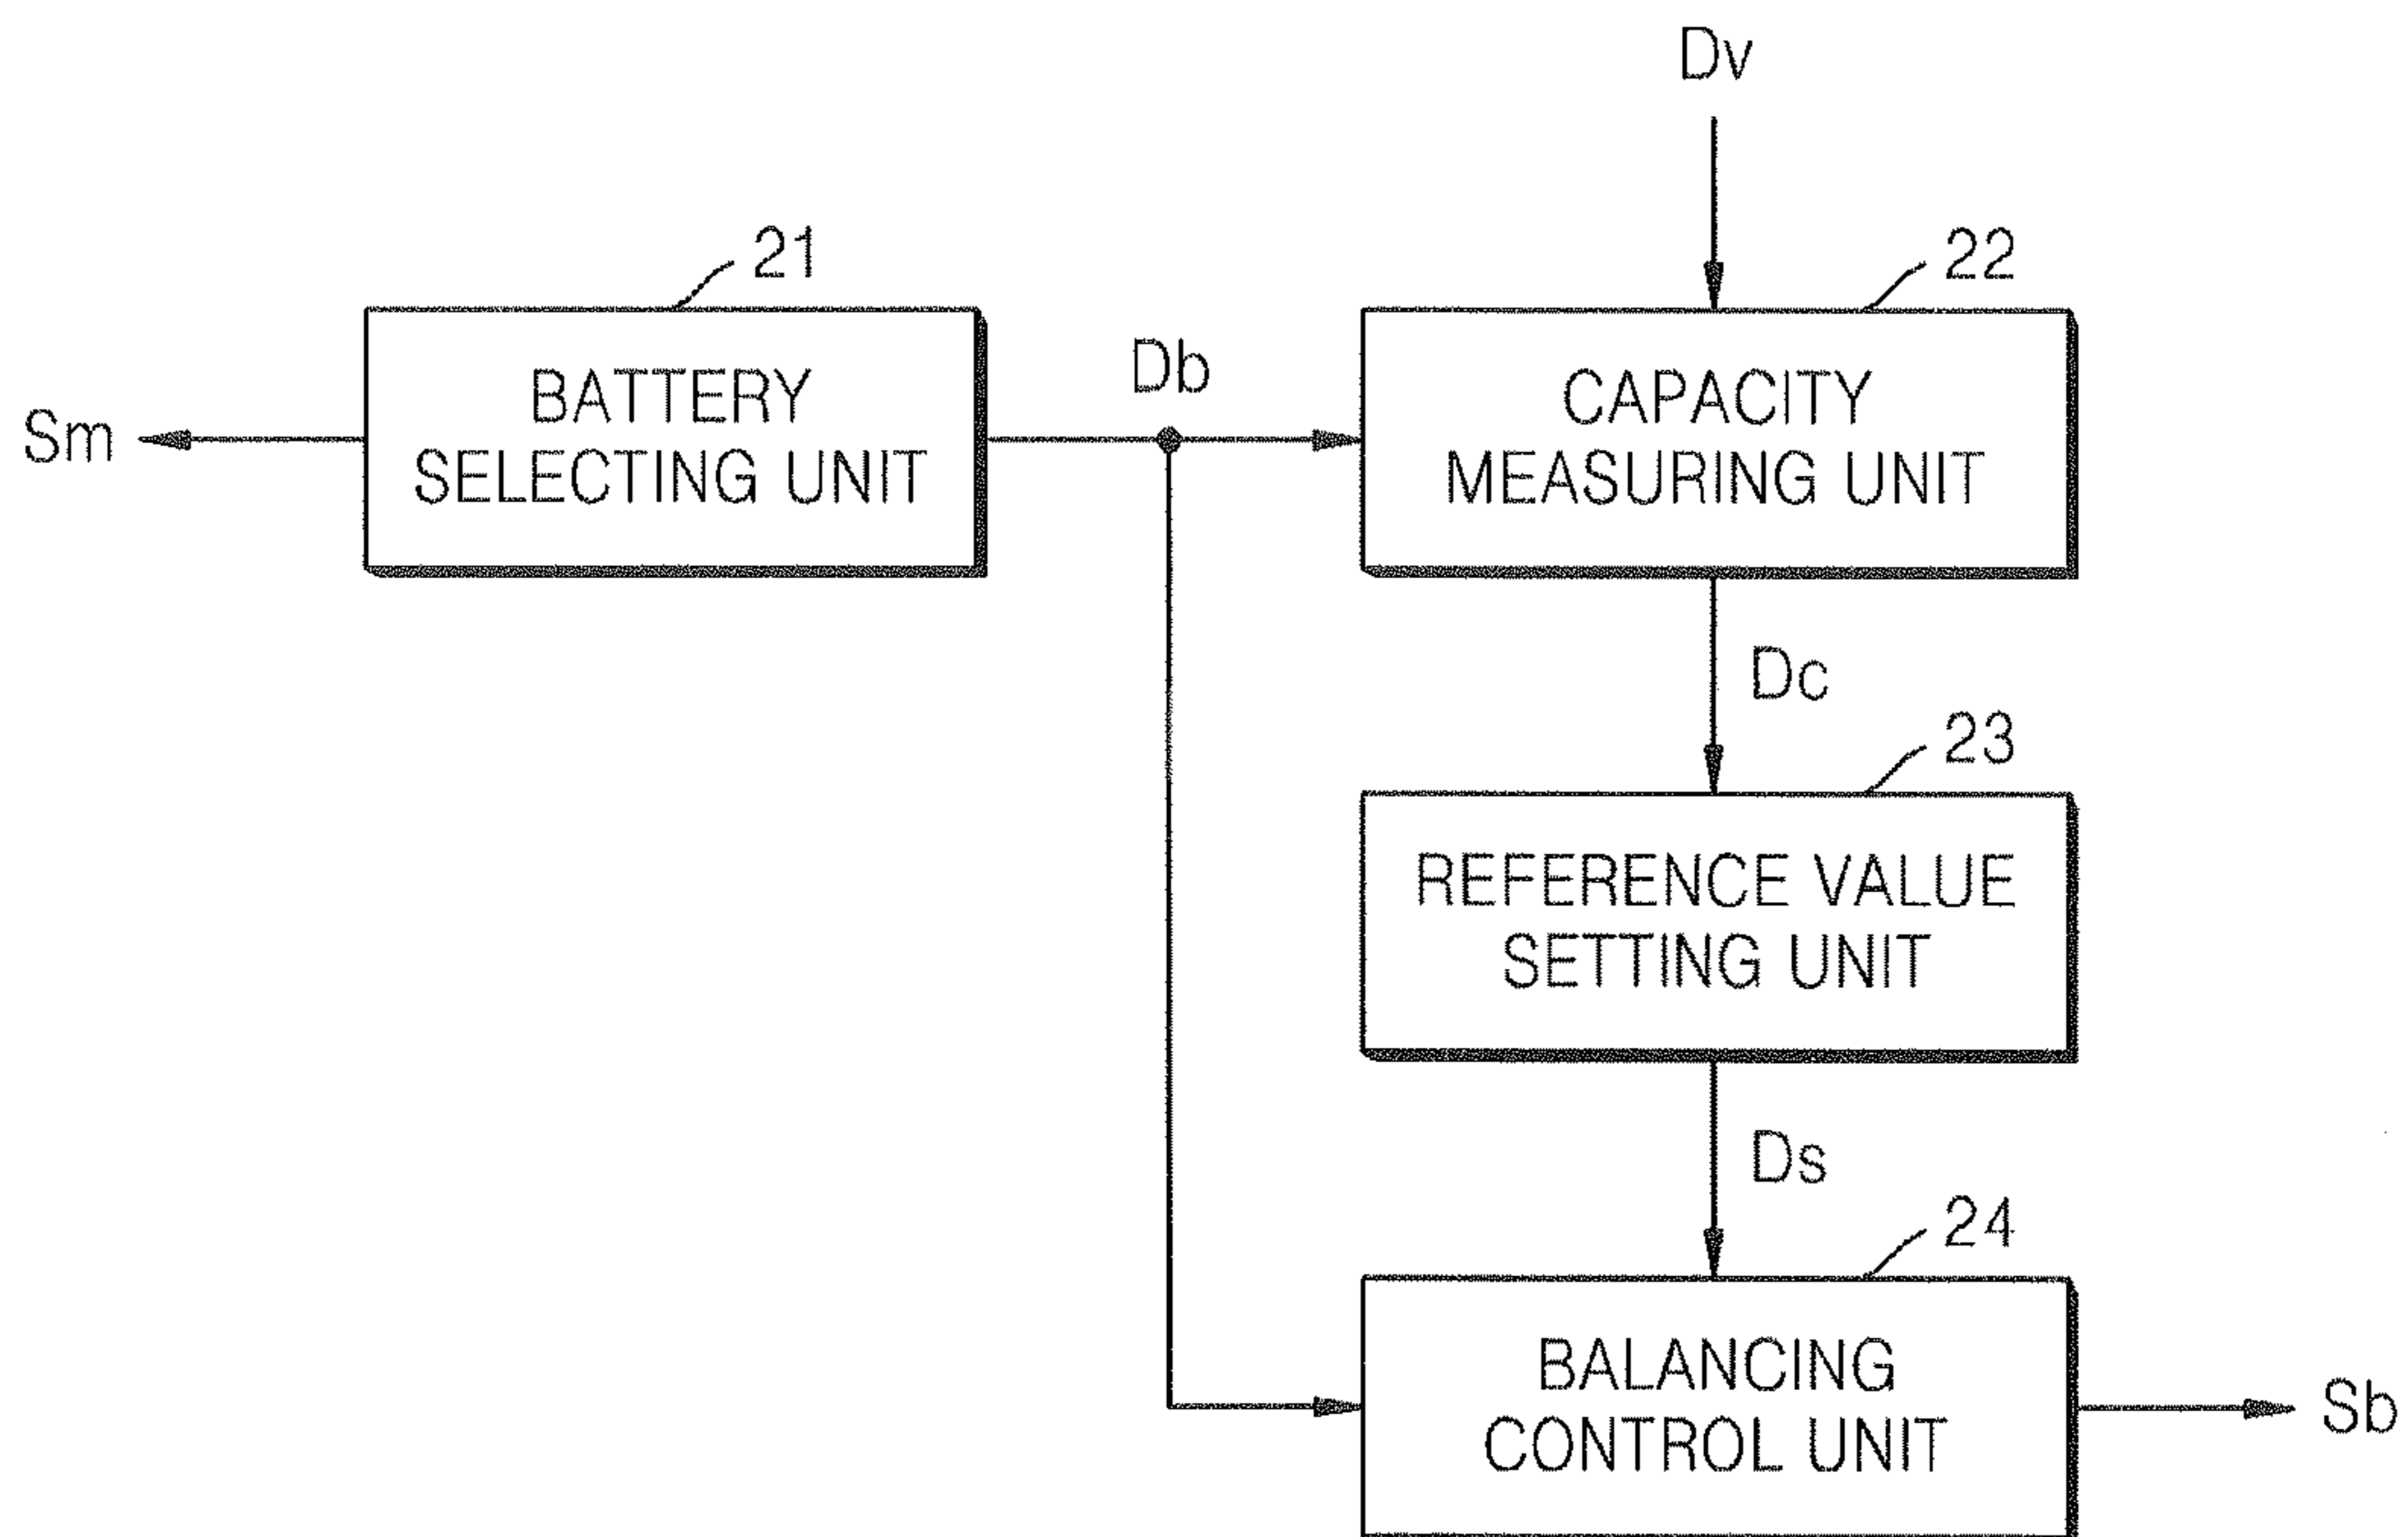 Dv
21
22
Db
BATTERY
SELECTING UNIT
CAPACITY
MEASURING UNIT
Sm
Dc
23
REFERENCE VALUE
SETTING UNIT
Ds
24
BALANCING
CONTROL UNIT
Sb